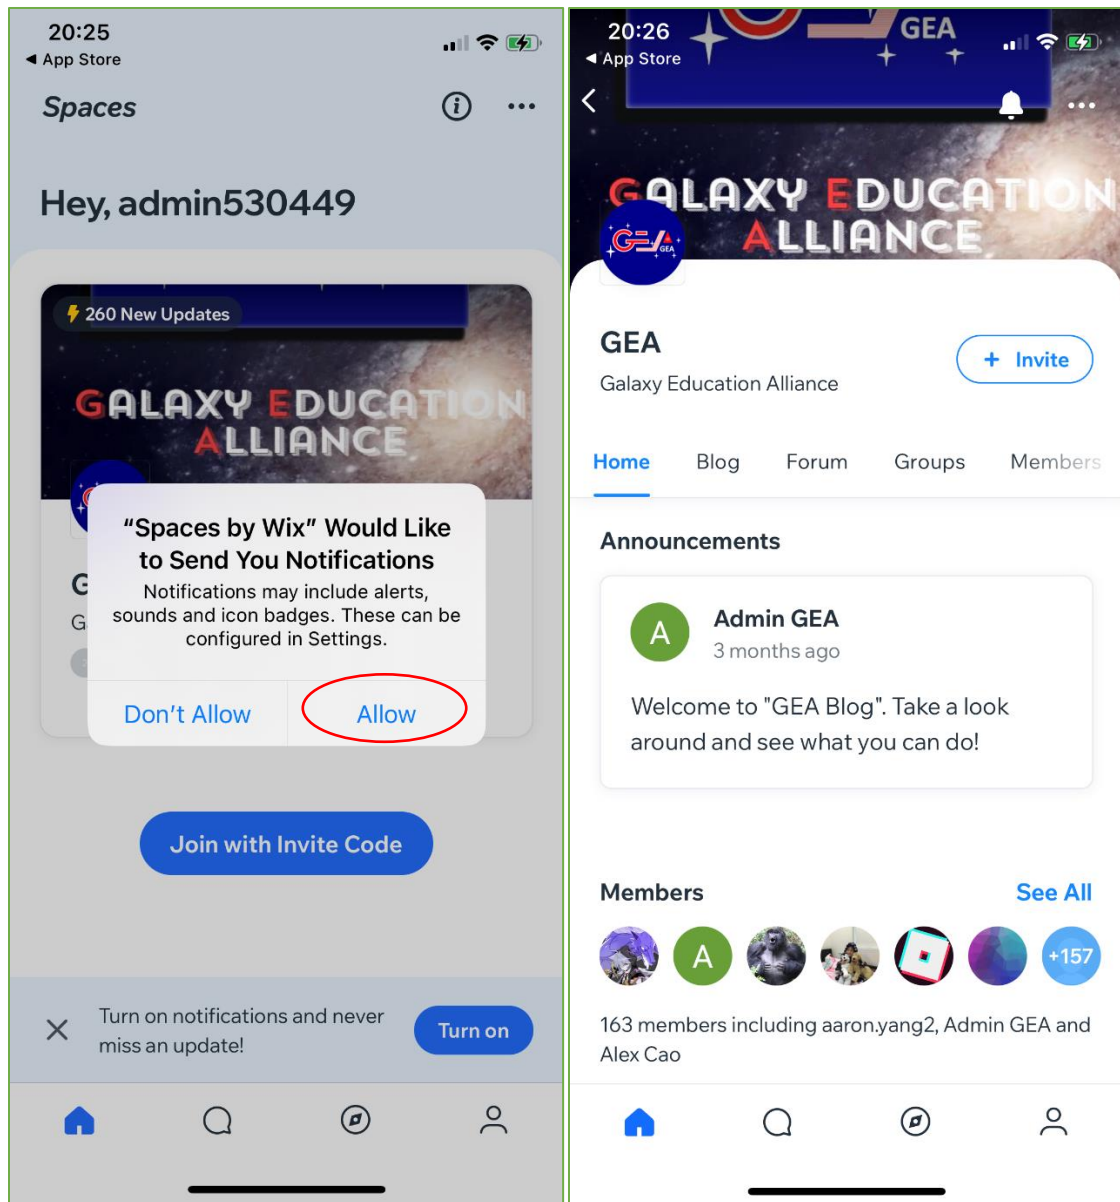 20:25
App Store
Spaces
Hey, admin530449
260 New Updates
GALAXY EDUCATION
ALLIANCE
"Spaces by Wix" Would Like
to Send You Notifications
Notifications may include alerts,
sounds and icon badges. These can be
configured in Settings.
Don't Allow
Allow
Join with Invite Code
Turn on notifications and never
miss an update!
Turn on
20:26
App Store
GEA
GALAXY EDUCATION
ALLIANCE
GEA
GEA
GEA
Galaxy Education Alliance
+ Invite
Home Blog Forum Groups Members
Announcements
A
Admin GEA
3 months ago
Welcome to "GEA Blog". Take a look
around and see what you can do!
Members
See All
A
+157
163 members including aaron.yang2, Admin GEA and
Alex Cao